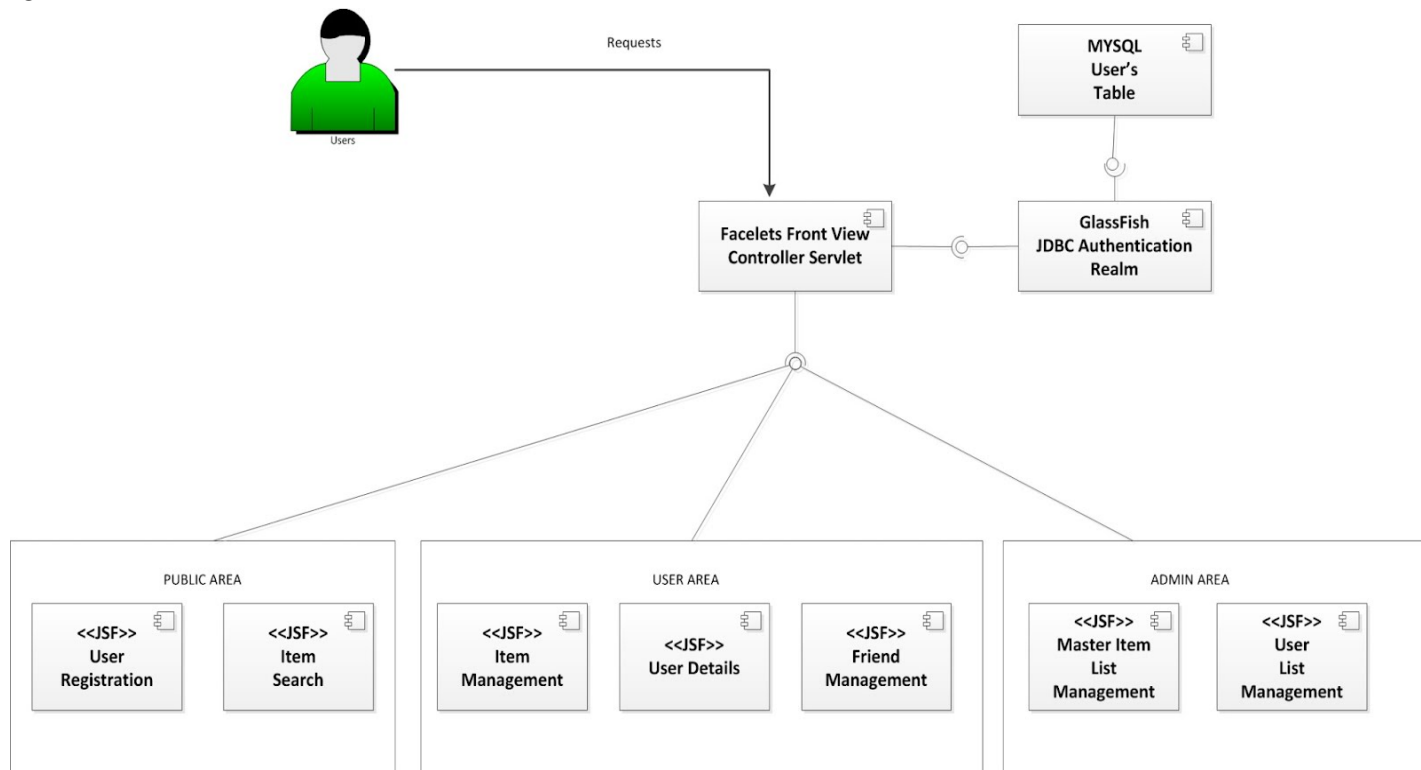 Requests
Users
MYSQL
User's
Table
Facelets Front View
Controller Servlet
GlassFish
JDBC Authentication
Realm
PUBLIC AREA
<<JSF>>
User
Registration
<<JSF>>
Item
Search
USER AREA
<<JSF>>
Item
Management
<<JSF>>
User Details
<<JSF>>
Friend
Management
ADMIN AREA
<<JSF>>
Master Item
List
Management
<<JSF>>
User
List
Management